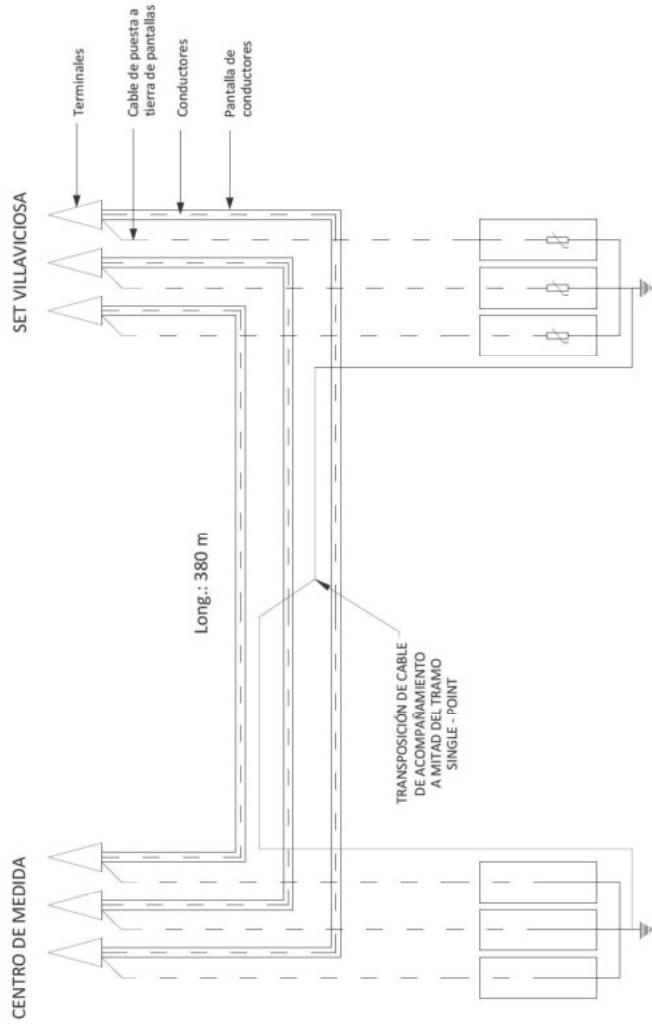 CENTRO DE MEDIDA
SET VILLAVICIOSA
Terminales
Cable de puesta a
tierra de pantallas
Conductores
Pantalla de
conductores
Long.: 380 m
TRANSPOSICIÓN DE CABLE
DE ACOMPAÑAMIENTO
A MITAD DEL TRAMO
SINGLE - POINT